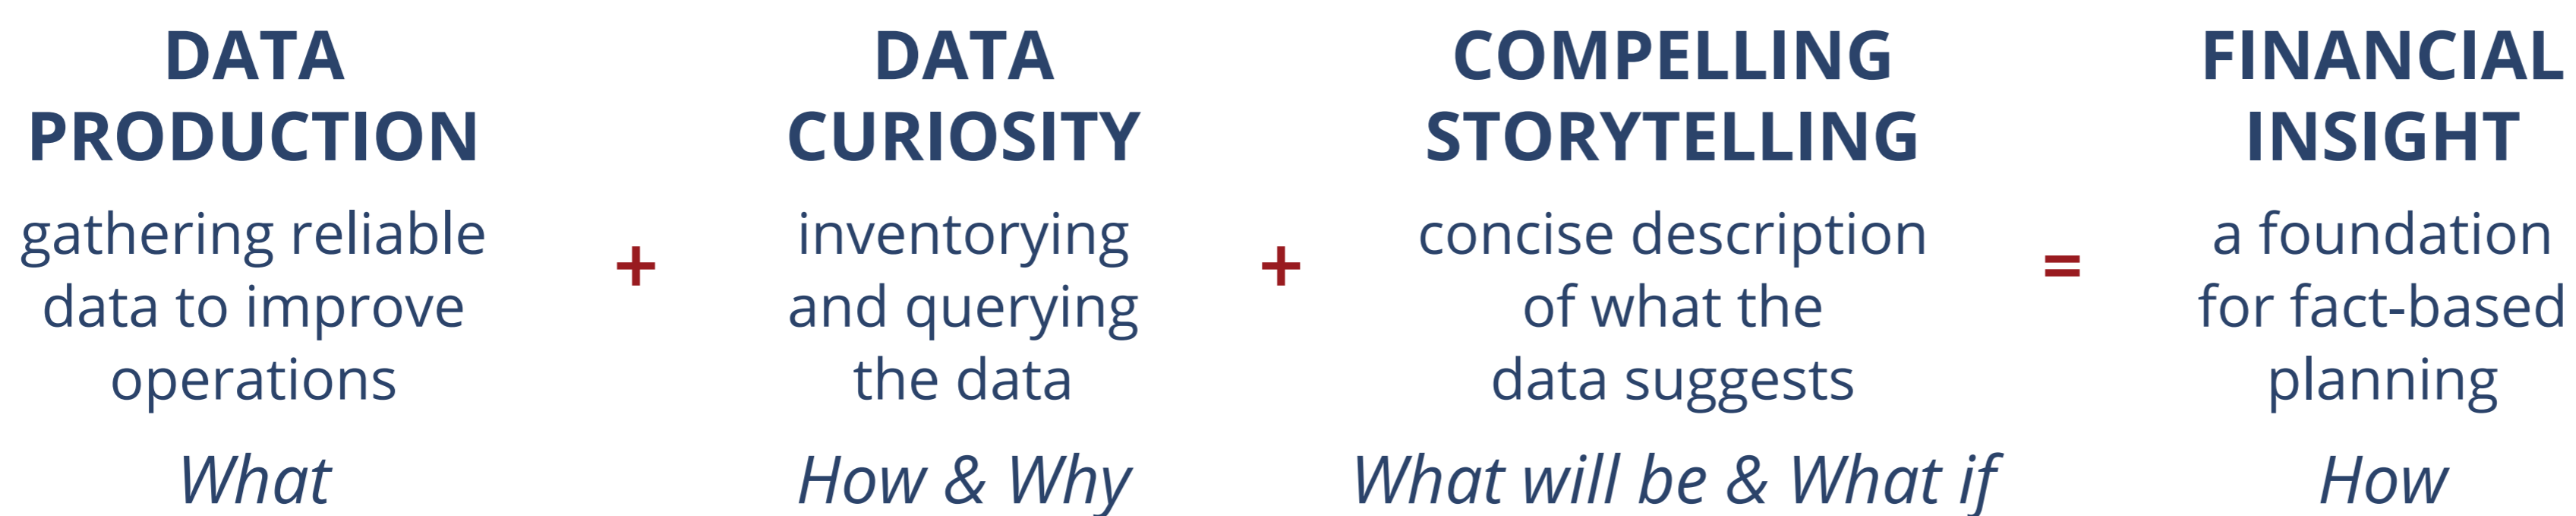 DATA
PRODUCTION
gathering reliable
data to improve
operations
What
+
DATA
CURIOSITY
inventorying
and querying
the data
How & Why
+
COMPELLING
STORYTELLING
concise description
of what the
data suggests
What will be & What if
=
FINANCIAL
INSIGHT
a foundation
for fact-based
planning
How